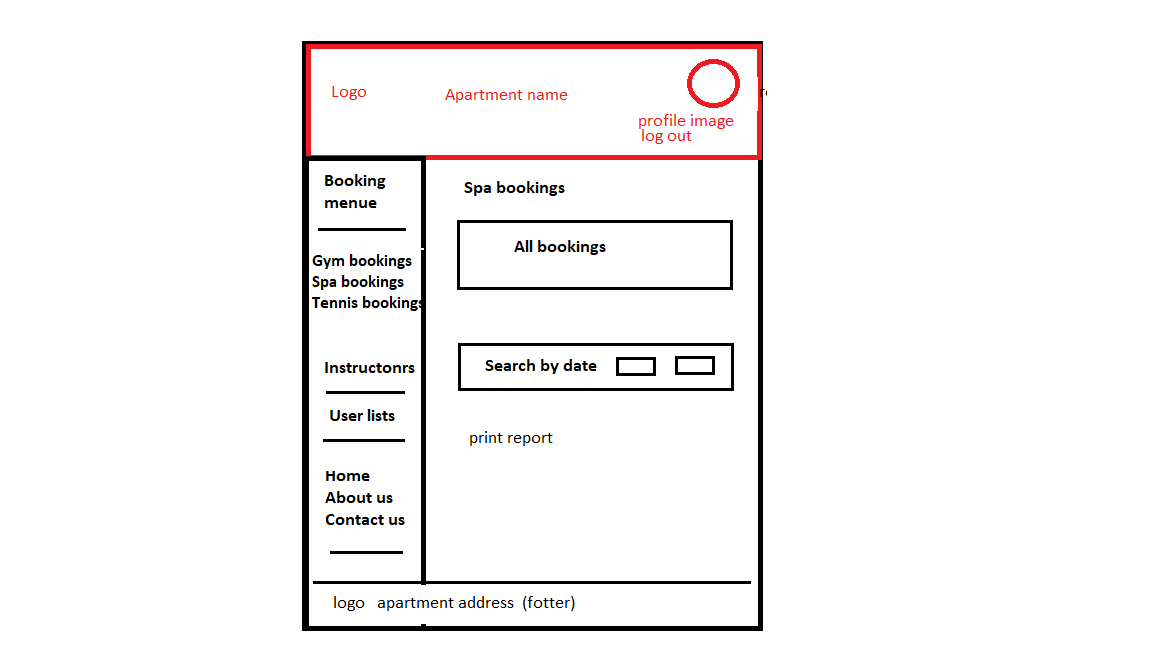 Logo
Apartment name
profile image
log out
Booking
menue
Gym bookings
Spa bookings
Tennis bookings
Instructonrs
User lists
Home
About us
Contact us
Spa bookings
All bookings
Search by date
print report
logo apartment address (fotter)